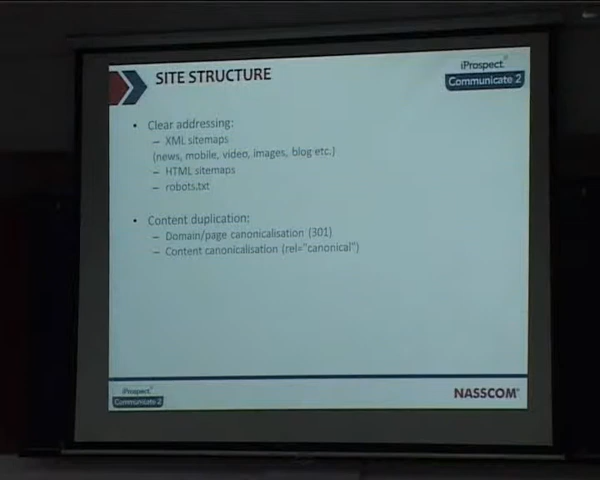 SITE STRUCTURE
iProspect
Communicate 2
• Clear addressing:
– XML sitemaps
(news, mobile, video, images, blog etc.)
– HTML sitemaps
– robots.txt
• Content duplication:
– Domain/page canonicalisation (301)
– Content canonicalisation (rel="canonical")
iProspect
Communicate 2
NASSCOM®